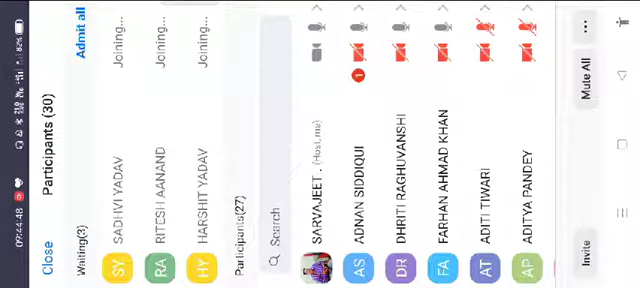 09:44:48
82%
Close
Participants (30)
Admit all
Waiting(3)
SY
SADHVI YADAV
Joining...
RA
RITESH AANAND
Joining...
HY
HARSHIT YADAV
Joining...
Participants(27)
Search
SARVAJEET . (Host, me)
AS
ADNAN SIDDIQUI
1
DR
DHRITI RAGHUVANSHI
FA
FARHAN AHMAD KHAN
AT
ADITI TIWARI
AP
ADITYA PANDEY
Invite
Mute All
...